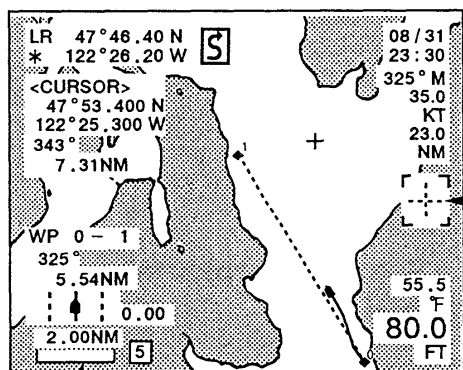 LR 47°46.40 N
* 122°26.20 W
S
<CURSOR>
47°53.400 N
122°25.300 W
343°
7.31NM
WP 0 - 1
325°
5.54NM
0.00
2.00NM
5
08/31
23:30
325°M
35.0
KT
23.0
NM
1
0
55.5
°F
80.0
FT